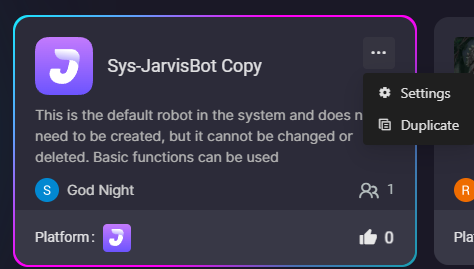 Sys-JarvisBot Copy
Settings
Duplicate
This is the default robot in the system and does
need to be created, but it cannot be changed or
deleted. Basic functions can be used
S God Night
1
R
Platform:
0